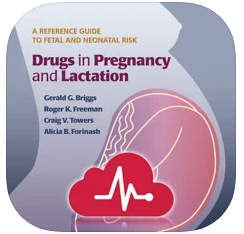 A REFERENCE GUIDE
TO FETAL AND NEONATAL RISK
Drugs in Pregnancy
and Lactation
Gerald G. Briggs
Roger K. Freeman
Craig V. Towers
Alicia B. Forinash